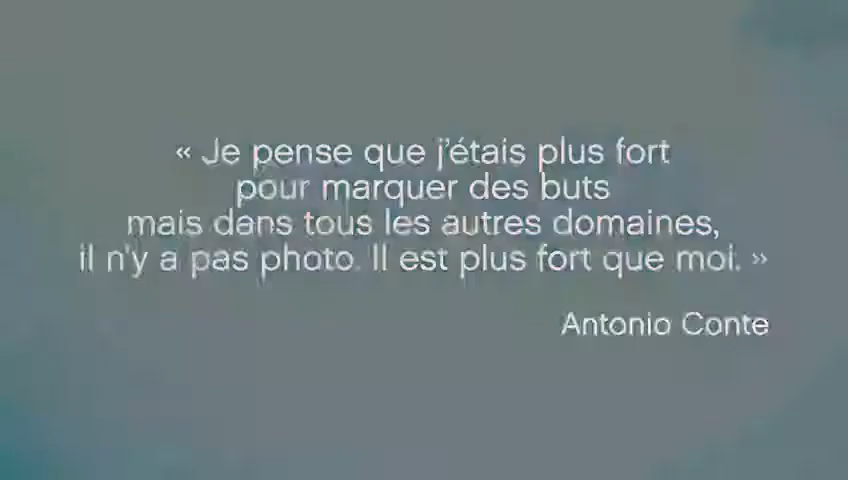 « Je pense que j'étais plus fort
pour marquer des buts
mais dans tous les autres domaines,
il n'y a pas photo. Il est plus fort que moi. »
Antonio Conte